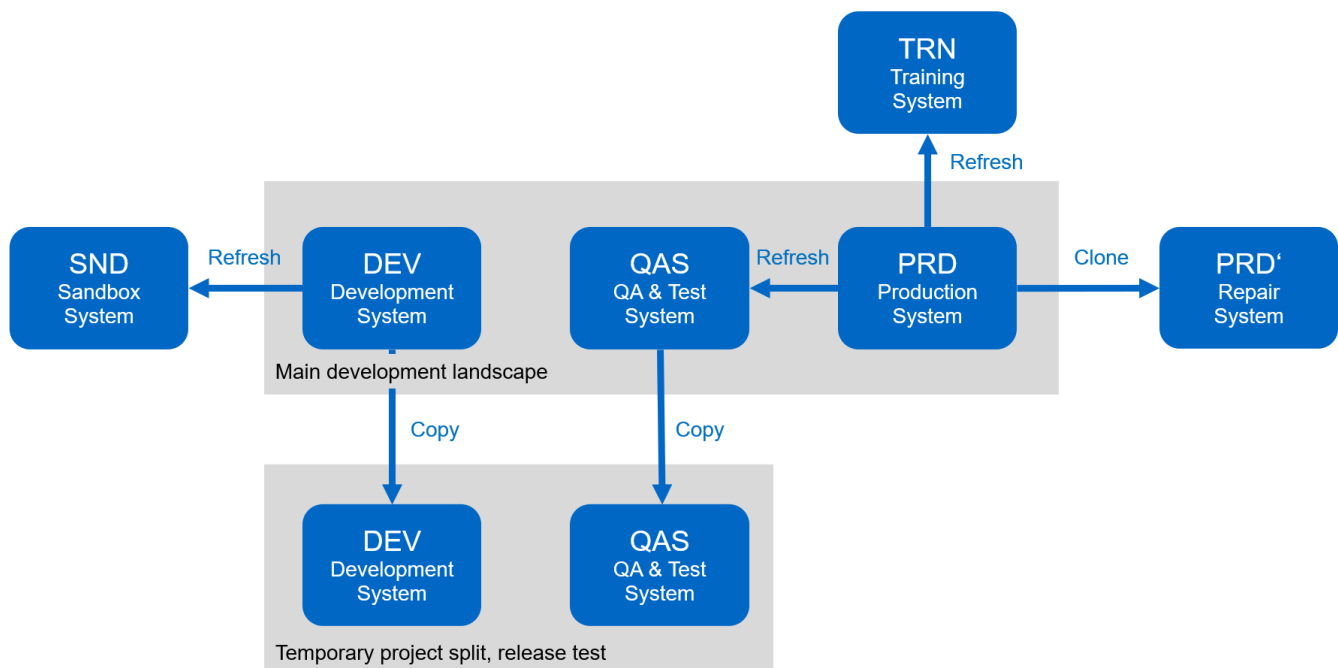 TRN
Training
System
Refresh
SND
Sandbox
System
Refresh
DEV
Development
System
QAS
QA & Test
System
Refresh
PRD
Production
System
Clone
PRD‘
Repair
System
Main development landscape
Copy
Copy
DEV
Development
System
QAS
QA & Test
System
Temporary project split, release test